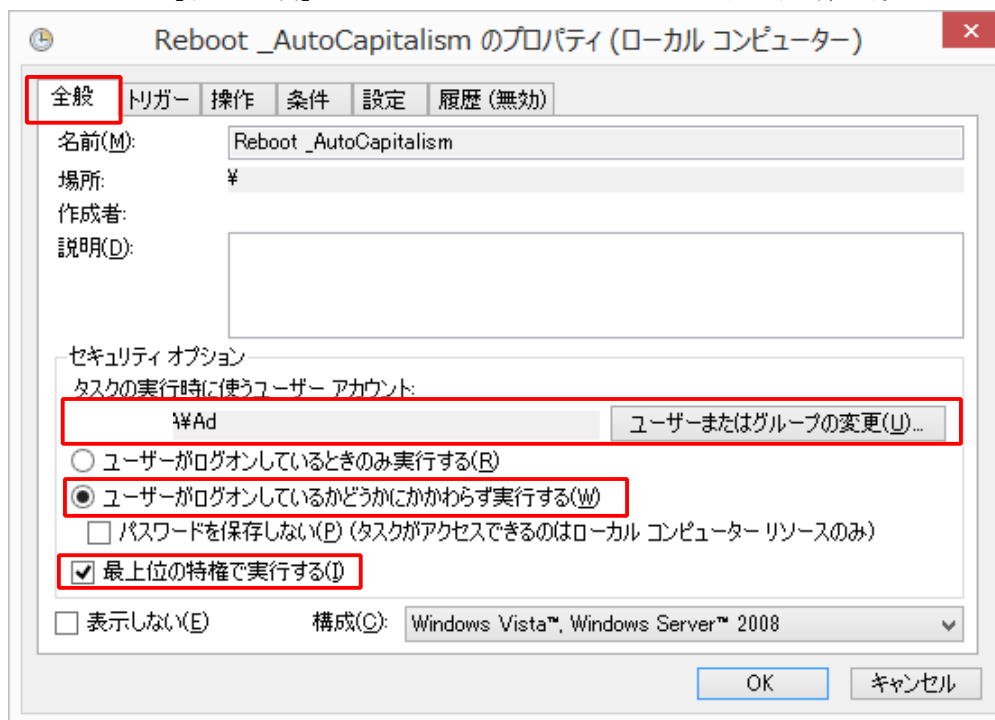 Reboot _AutoCapitalism のプロパティ (ローカル コンピューター)
全般 トリガー 操作 条件 設定 履歴 (無効)
名前(M): Reboot _AutoCapitalism
場所: ¥
作成者:
説明(D):
セキュリティ オプション
タスクの実行時に使うユーザー アカウント:
¥Ad ユーザーまたはグループの変更(U)...
ユーザーがログオンしているときのみ実行する(R)
ユーザーがログオンしているかどうかにかかわらず実行する(W)
パスワードを保存しない(P) (タスクがアクセスできるのはローカル コンピューター リソースのみ)
最上位の特権で実行する(I)
表示しない(E) 構成(C): Windows Vista™, Windows Server™ 2008
OK キャンセル